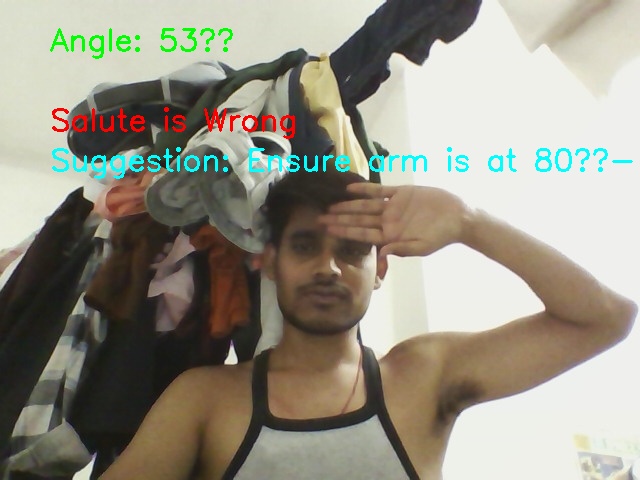 Angle: 53??
Salute is Wrong
Suggestion: Ensure arm is at 80??-